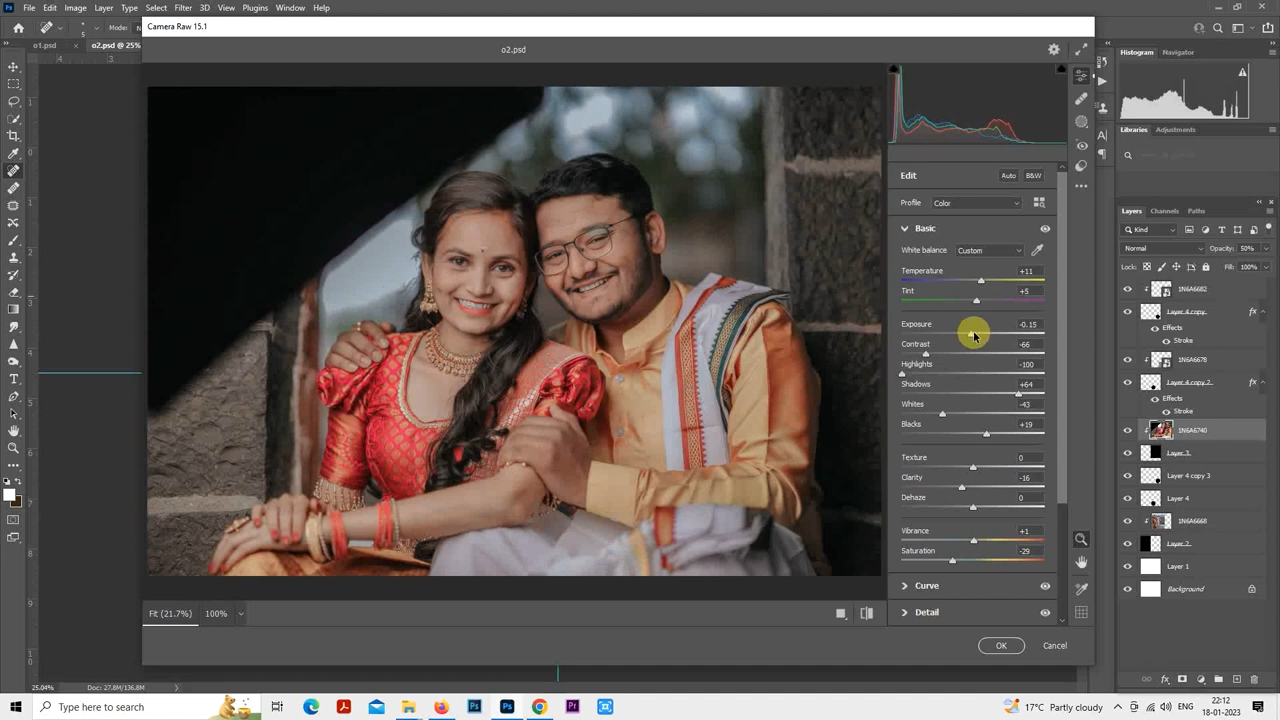 File Edit Image Layer Type Select Filter 3D View Plugins Window Help
Camera Raw 15.1
Mode:
o1.psd
o2.psd @ 25%
o2.psd
Histogram
Navigator
Libraries
Adjustments
Edit
Auto
B&W
Profile
Color
Basic
White balance
Custom
Temperature
+11
Tint
+5
Exposure
-0.15
Contrast
-66
Highlights
-100
Shadows
+64
Whites
-43
Blacks
+19
Texture
0
Clarity
-16
Dehaze
0
Vibrance
+1
Saturation
-29
Curve
Detail
Fit (21.7%)
100%
OK
Cancel
Layers
Channels
Paths
Kind
Normal
Opacity: 50%
Lock:
Fill: 100%
1N6A6682
Layer 4 copy
fx
Effects
Stroke
1N6A6678
Layer 4 copy 2
fx
Effects
Stroke
1N6A6740
Layer 3
Layer 4 copy 3
Layer 4
1N6A6668
Layer 2
Layer 1
Background
25.04%
Doc: 27.8M/136.8M
Type here to search
17°C Partly cloudy
ENG
22:12
18-01-2023